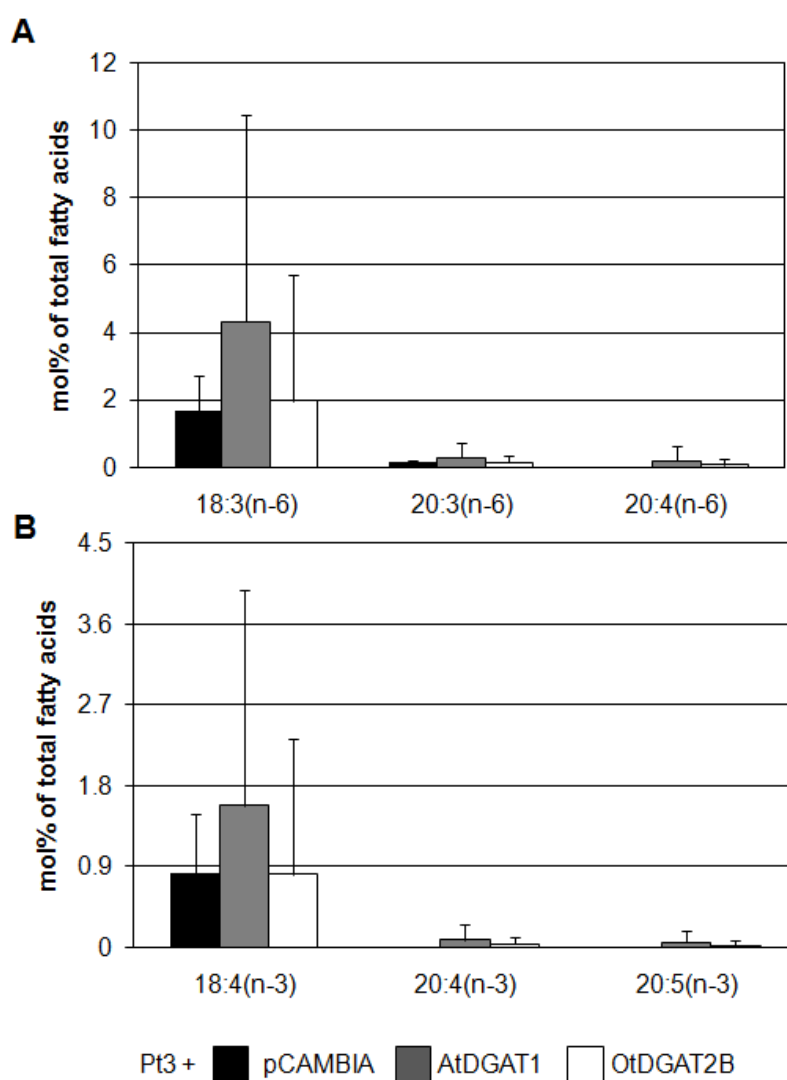 A
mol% of total fatty acids
12
10
8
6
4
2
0
18:3(n-6) 20:3(n-6) 20:4(n-6)
B
mol% of total fatty acids
4.5
3.6
2.7
1.8
0.9
0
18:4(n-3) 20:4(n-3) 20:5(n-3)
Pt3 + pCAMBIA AtDGAT1 OtDGAT2B